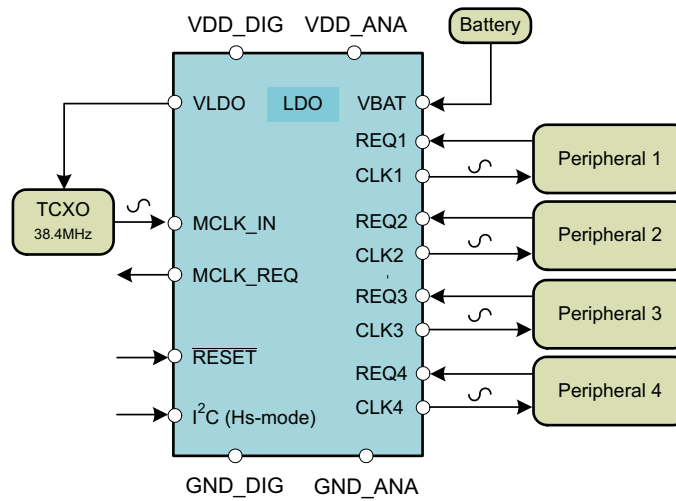 VDD_DIG
VDD_ANA
Battery
VLDO
LDO
VBAT
REQ1
CLK1
Peripheral 1
TCXO
38.4MHz
MCLK_IN
REQ2
CLK2
Peripheral 2
MCLK_REQ
REQ3
CLK3
Peripheral 3
RESET
REQ4
CLK4
Peripheral 4
I²C (Hs-mode)
GND_DIG
GND_ANA